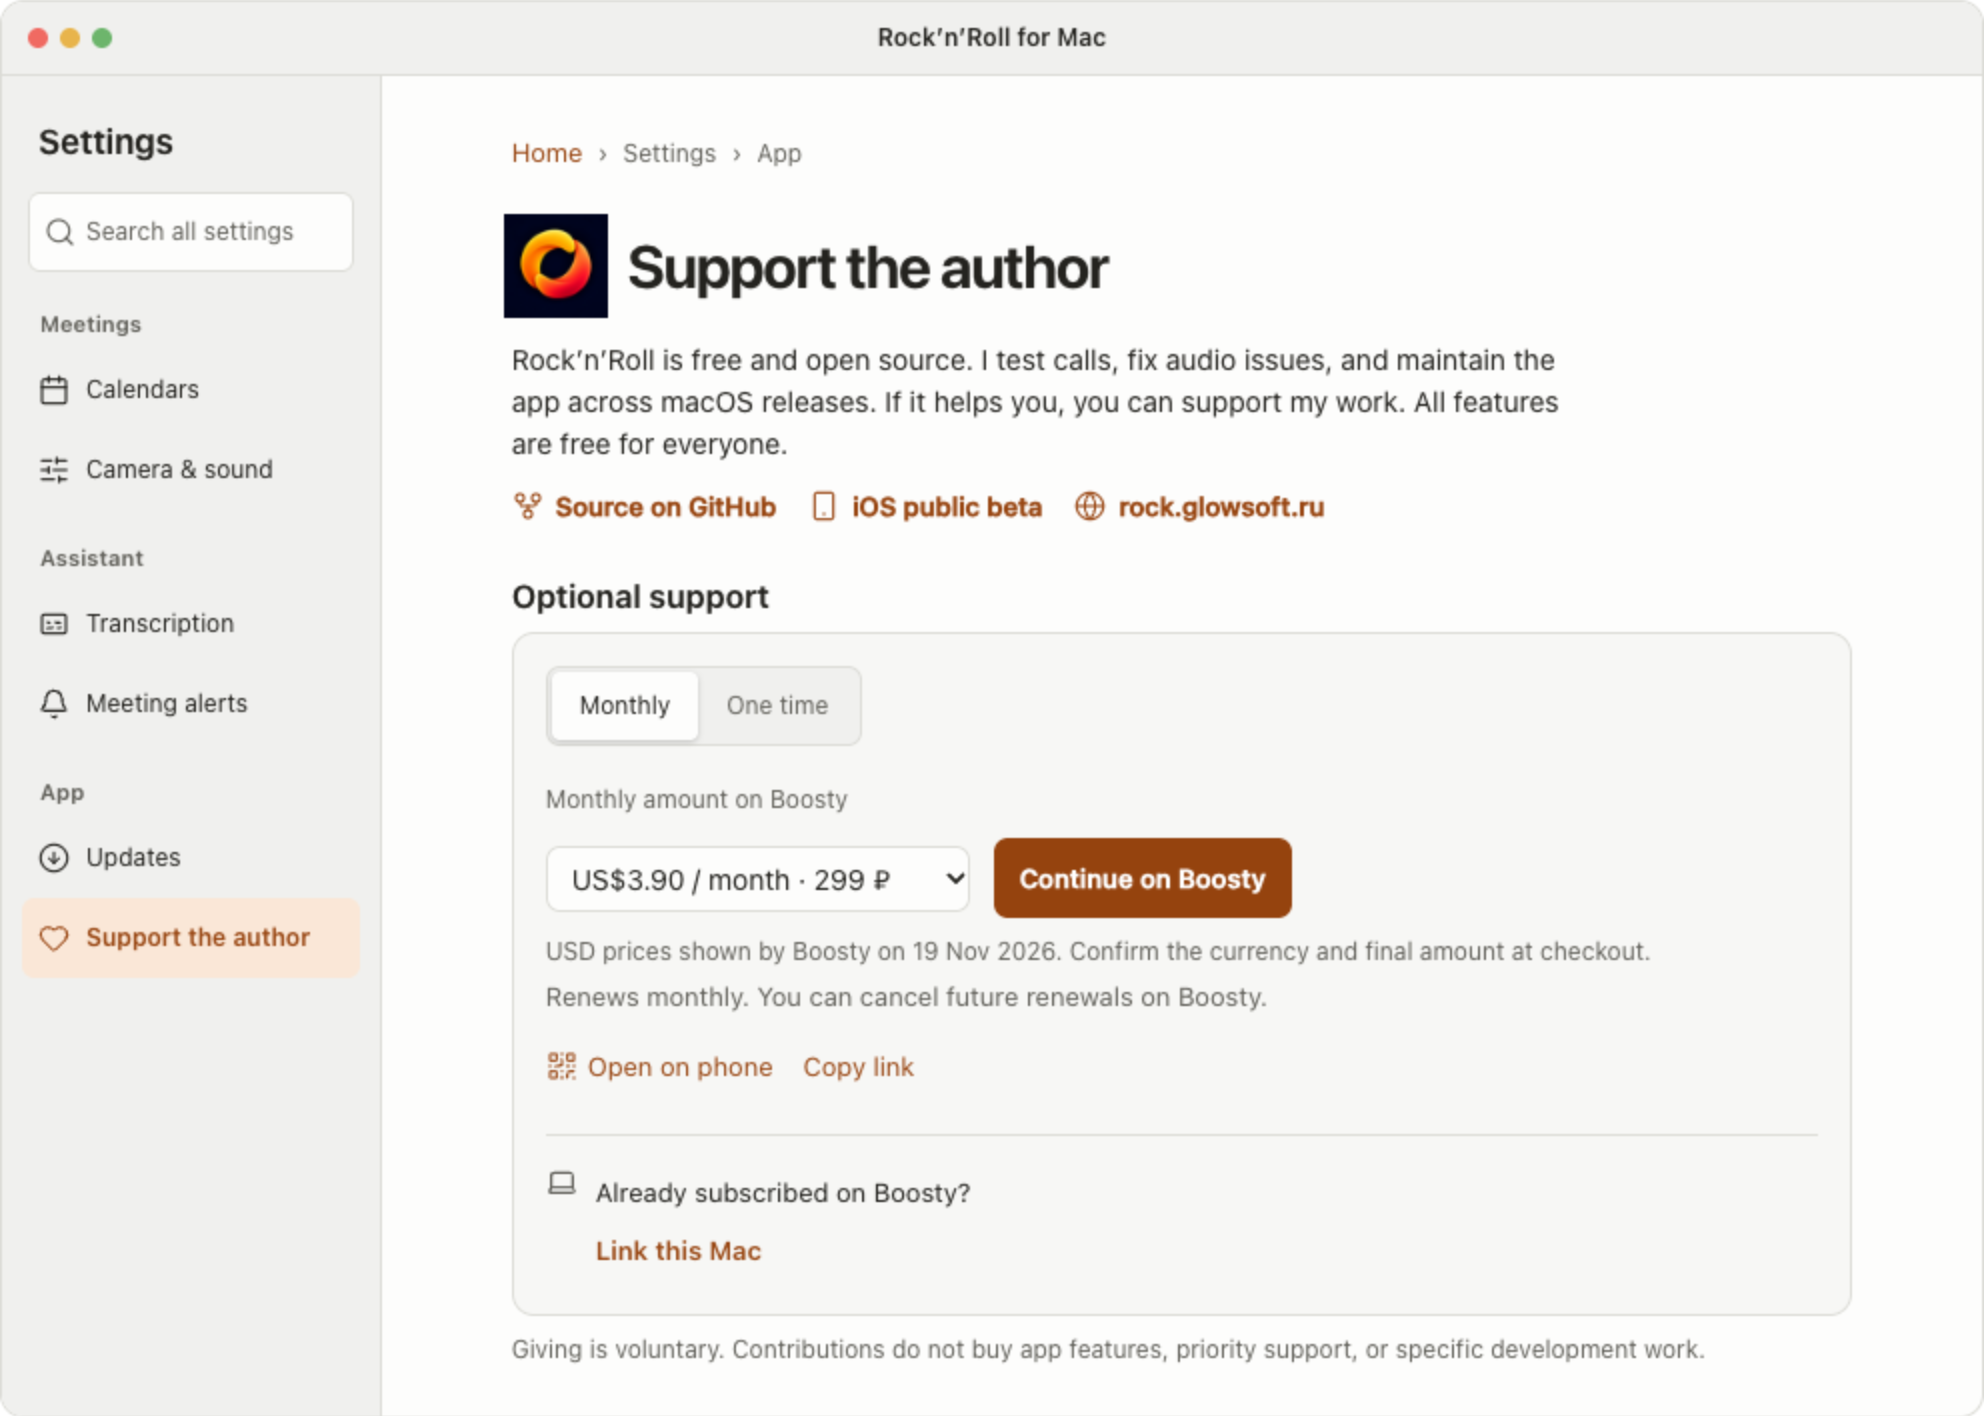 Rock’n’Roll for Mac
Settings
Search all settings
Meetings
Calendars
Camera & sound
Assistant
Transcription
Meeting alerts
App
Updates
Support the author
Home › Settings › App
Support the author
Rock’n’Roll is free and open source. I test calls, fix audio issues, and maintain the
app across macOS releases. If it helps you, you can support my work. All features
are free for everyone.
Source on GitHub iOS public beta rock.glowsoft.ru
Optional support
Monthly One time
Monthly amount on Boosty
US$3.90 / month · 299 ₽ Continue on Boosty
USD prices shown by Boosty on 19 Nov 2026. Confirm the currency and final amount at checkout.
Renews monthly. You can cancel future renewals on Boosty.
Open on phone Copy link
Already subscribed on Boosty?
Link this Mac
Giving is voluntary. Contributions do not buy app features, priority support, or specific development work.